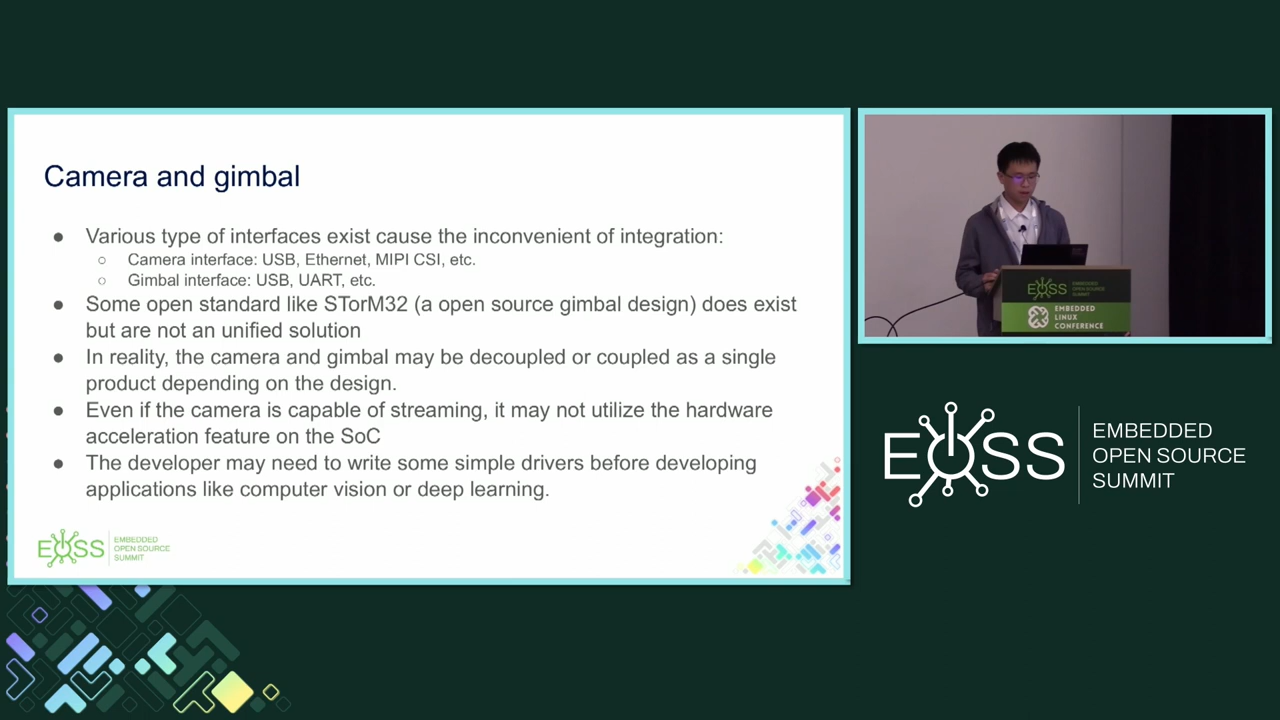 Camera and gimbal
● Various type of interfaces exist cause the inconvenient of integration:
○ Camera interface: USB, Ethernet, MIPI CSI, etc.
○ Gimbal interface: USB, UART, etc.
● Some open standard like STorM32 (a open source gimbal design) does exist
but are not an unified solution
● In reality, the camera and gimbal may be decoupled or coupled as a single
product depending on the design.
● Even if the camera is capable of streaming, it may not utilize the hardware
acceleration feature on the SoC
● The developer may need to write some simple drivers before developing
applications like computer vision or deep learning.
EOSS
EMBEDDED
OPEN SOURCE
SUMMIT
EOSS
EMBEDDED
OPEN SOURCE
SUMMIT
EMBEDDED
LINUX
CONFERENCE
EOSS
EMBEDDED
OPEN SOURCE
SUMMIT